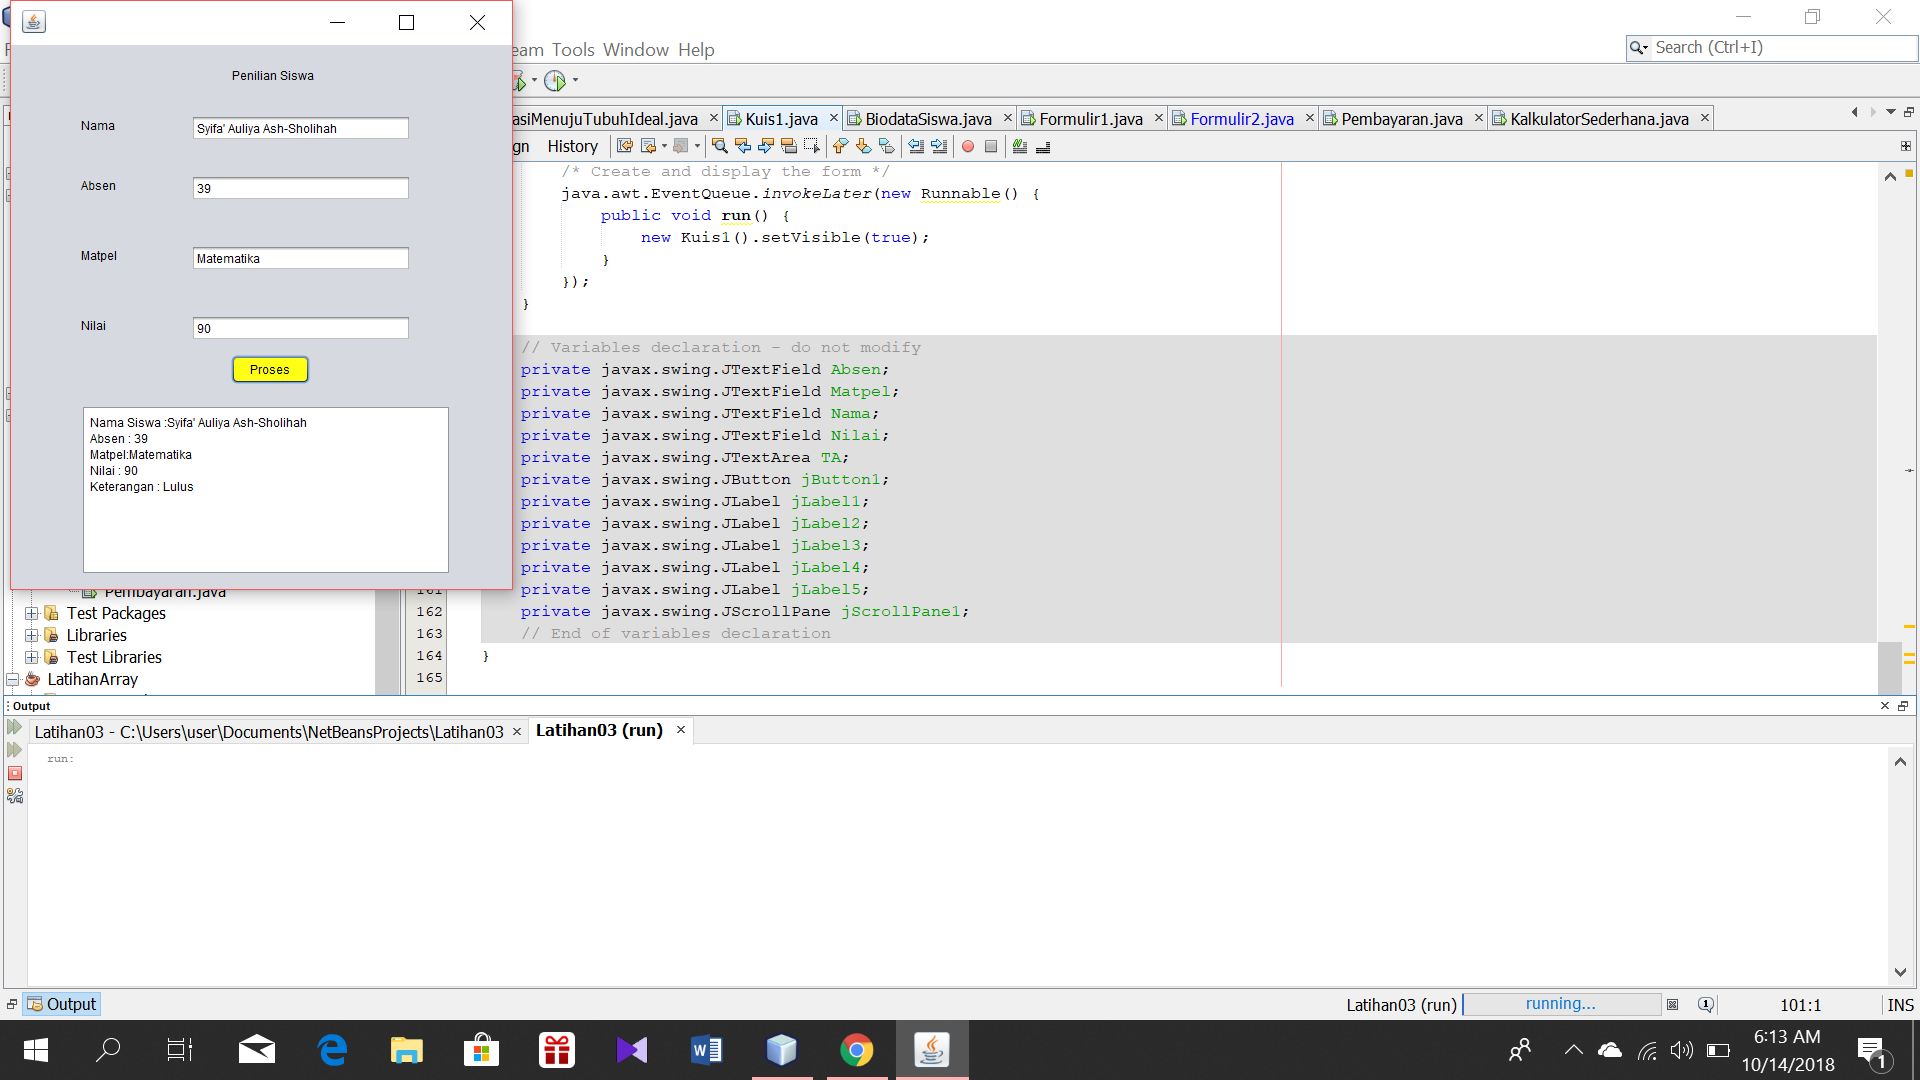 Penilian Siswa
Nama
Syifa' Auliya Ash-Sholihah
Absen
39
Matpel
Matematika
Nilai
90
Proses
Nama Siswa :Syifa' Auliya Ash-Sholihah
Absen : 39
Matpel:Matematika
Nilai : 90
Keterangan : Lulus
Tools Window Help
Search (Ctrl+I)
asiMenujuTubuhIdeal.java
Kuis1.java
BiodataSiswa.java
Formulir1.java
Formulir2.java
Pembayaran.java
KalkulatorSederhana.java
History
/* Create and display the form */
java.awt.EventQueue.invokeLater(new Runnable() {
public void run() {
new Kuis1().setVisible(true);
}
});
}
// Variables declaration - do not modify
private javax.swing.JTextField Absen;
private javax.swing.JTextField Matpel;
private javax.swing.JTextField Nama;
private javax.swing.JTextField Nilai;
private javax.swing.JTextArea TA;
private javax.swing.JButton jButton1;
private javax.swing.JLabel jLabel1;
private javax.swing.JLabel jLabel2;
private javax.swing.JLabel jLabel3;
private javax.swing.JLabel jLabel4;
161 private javax.swing.JLabel jLabel5;
162 private javax.swing.JScrollPane jScrollPane1;
163 // End of variables declaration
164 }
165
Pembayaran.java
Test Packages
Libraries
Test Libraries
LatihanArray
Output
Latihan03 - C:\Users\user\Documents\NetBeansProjects\Latihan03
Latihan03 (run)
run:
Output
Latihan03 (run)
running...
1
101:1
INS
6:13 AM
10/14/2018
1